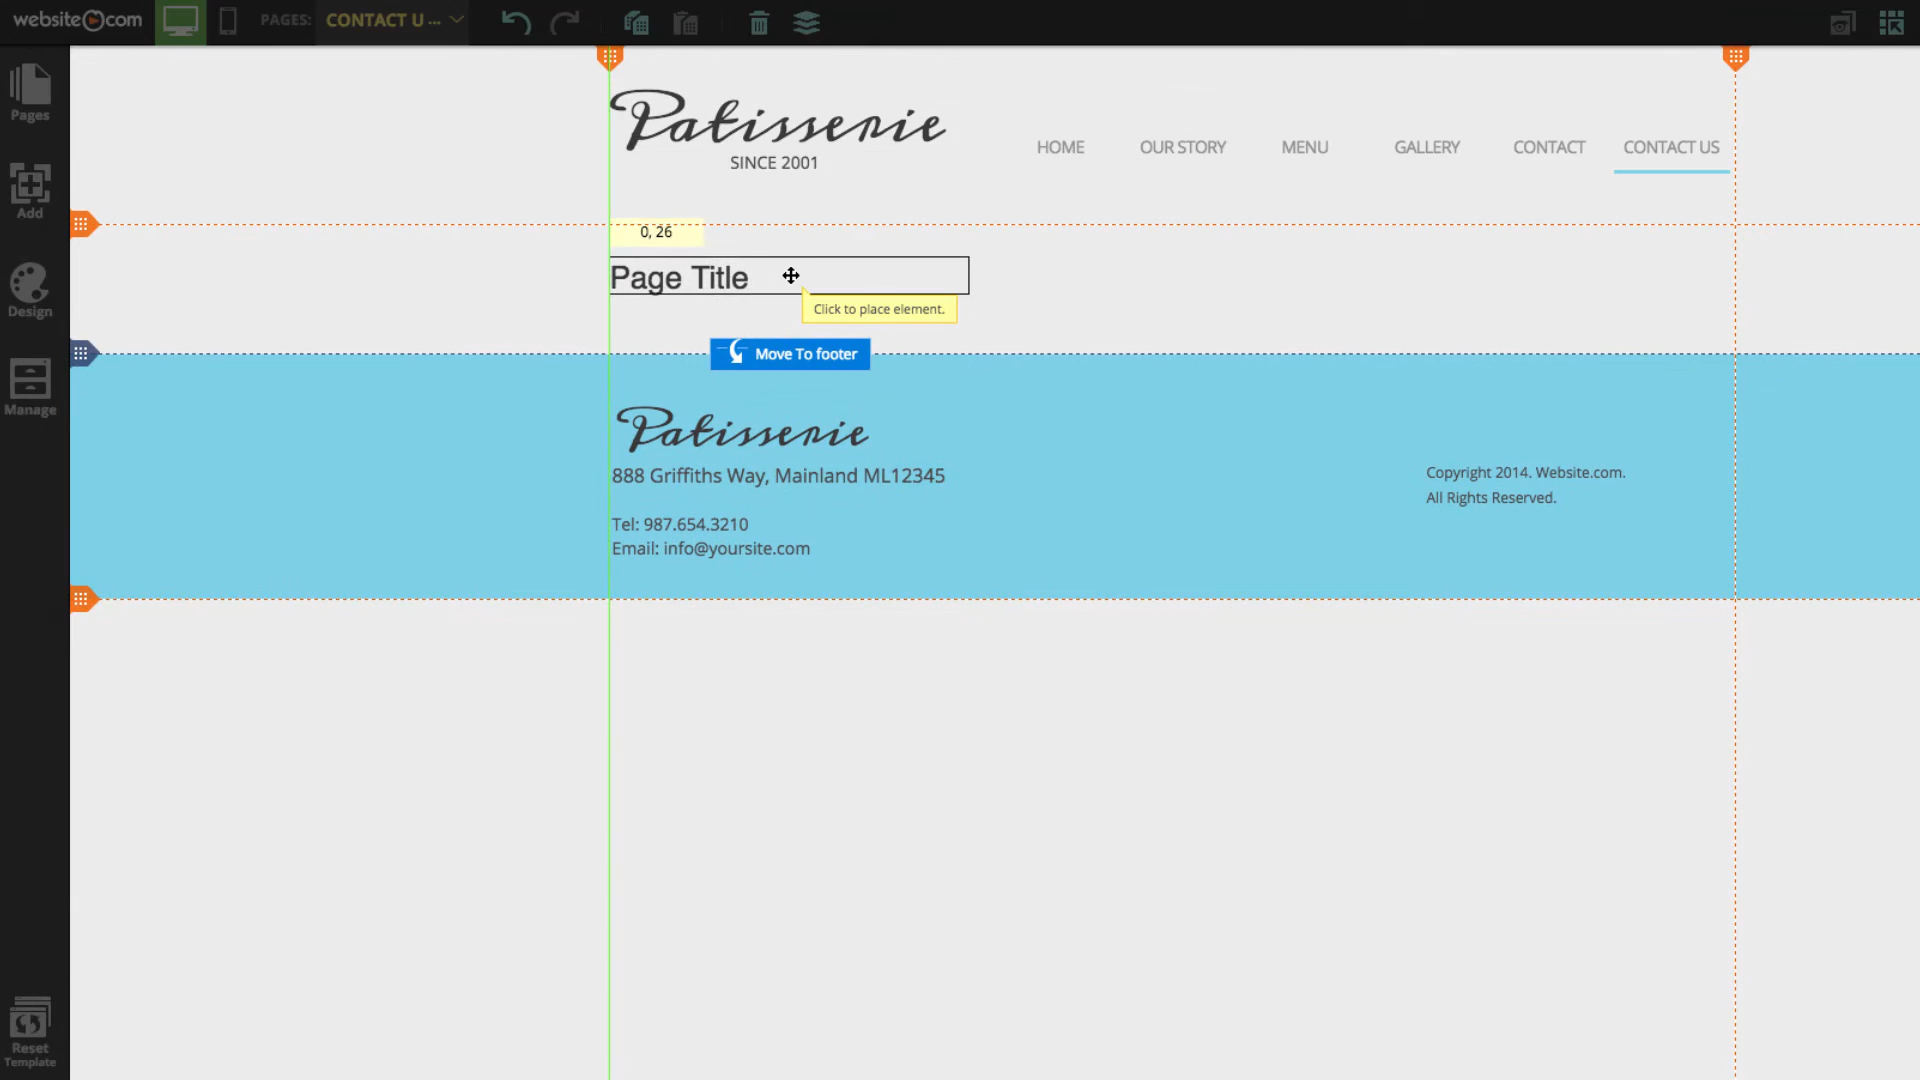 website.com PAGES: CONTACT U ...
Pages
Add
Design
Manage
Reset
Template
Patisserie
SINCE 2001
HOME OUR STORY MENU GALLERY CONTACT CONTACT US
0, 26
Page Title
Click to place element.
Move To footer
Patisserie
888 Griffiths Way, Mainland ML12345
Tel: 987.654.3210
Email: info@yoursite.com
Copyright 2014. Website.com.
All Rights Reserved.